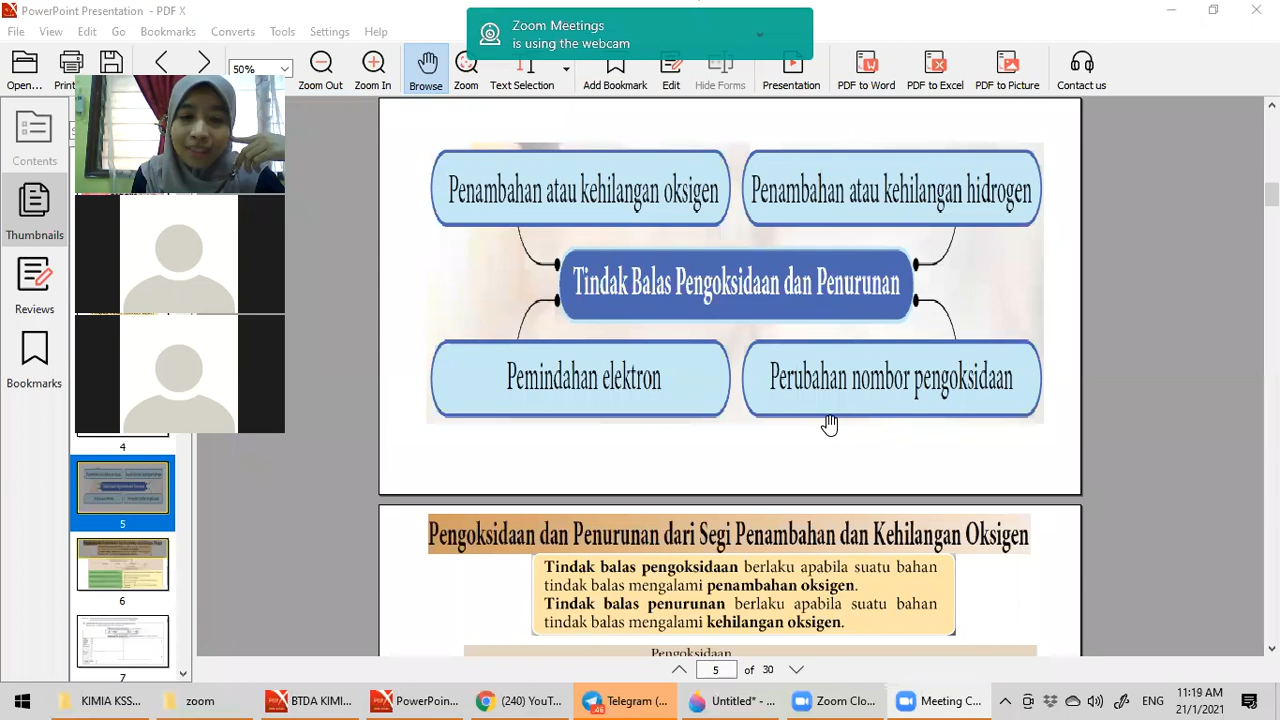 PowerPoint Presentation - PDF X
Zoom Meetings
is using the webcam
File View Edit Go Bookmarks Converts Tools Settings Help
50%
Open... Print Zoom Out Zoom In Browse Zoom Text Selection Add Bookmark Edit Hide Forms Presentation PDF to Word PDF to Excel PDF to Picture Contact us
Contents
Thumbnails
Reviews
Bookmarks
Penambahan atau kehilangan oksigen
Penambahan atau kehilangan hidrogen
Tindak Balas Pengoksidaan dan Penurunan
Pemindahan elektron
Perubahan nombor pengoksidaan
4
5
6
7
Pengoksidaan dan Penurunan dari Segi Penambahan dan Kehilangan Oksigen
Tindak balas pengoksidaan berlaku apabila suatu bahan
tindak balas mengalami penambahan oksigen.
Tindak balas penurunan berlaku apabila suatu bahan
tindak balas mengalami kehilangan oksigen.
Pengoksidaan
5 of 30
KIMIA KSS... zoom BTDA KIMI... PowerPoin... (240) YouT... Telegram (... Untitled* - ... Zoom Clo... Meeting C...
ENG
11:19 AM
21/1/2021